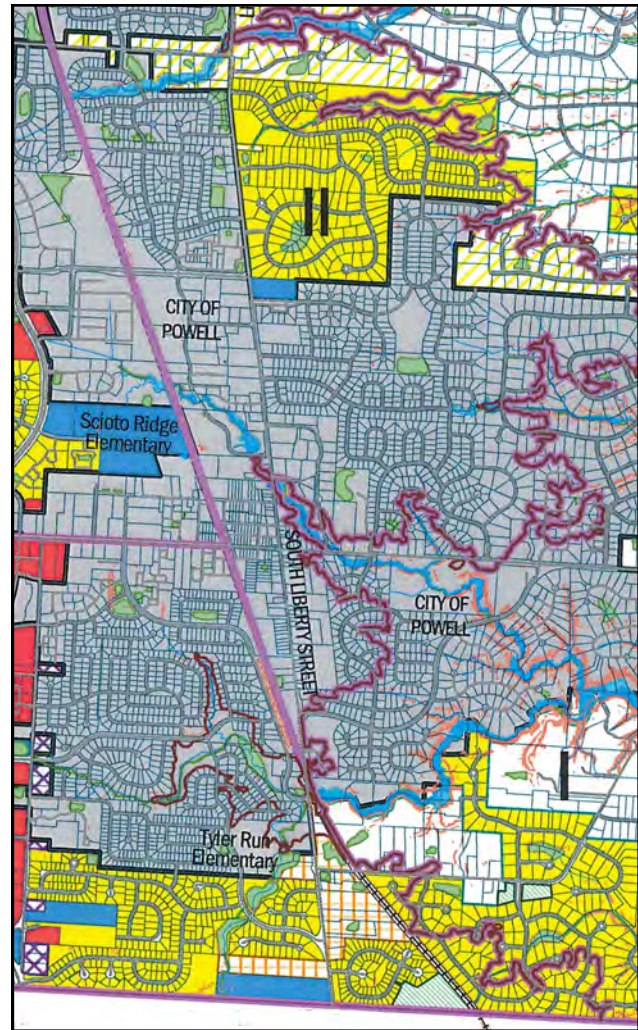 CITY OF
POWELL
Scioto Ridge
Elementary
SOUTH LIBERTY STREET
CITY OF
POWELL
Tyler Run
Elementary